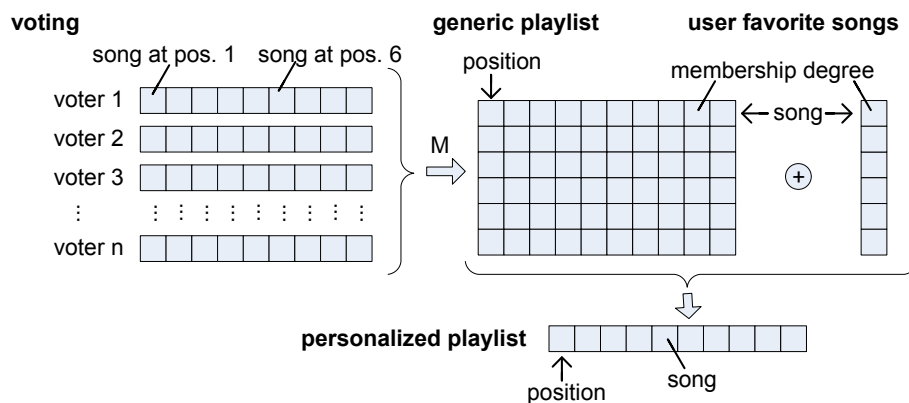 voting
generic playlist
user favorite songs
song at pos. 1
song at pos. 6
position
membership degree
voter 1
song
voter 2
M
voter 3
+
voter n
personalized playlist
position
song